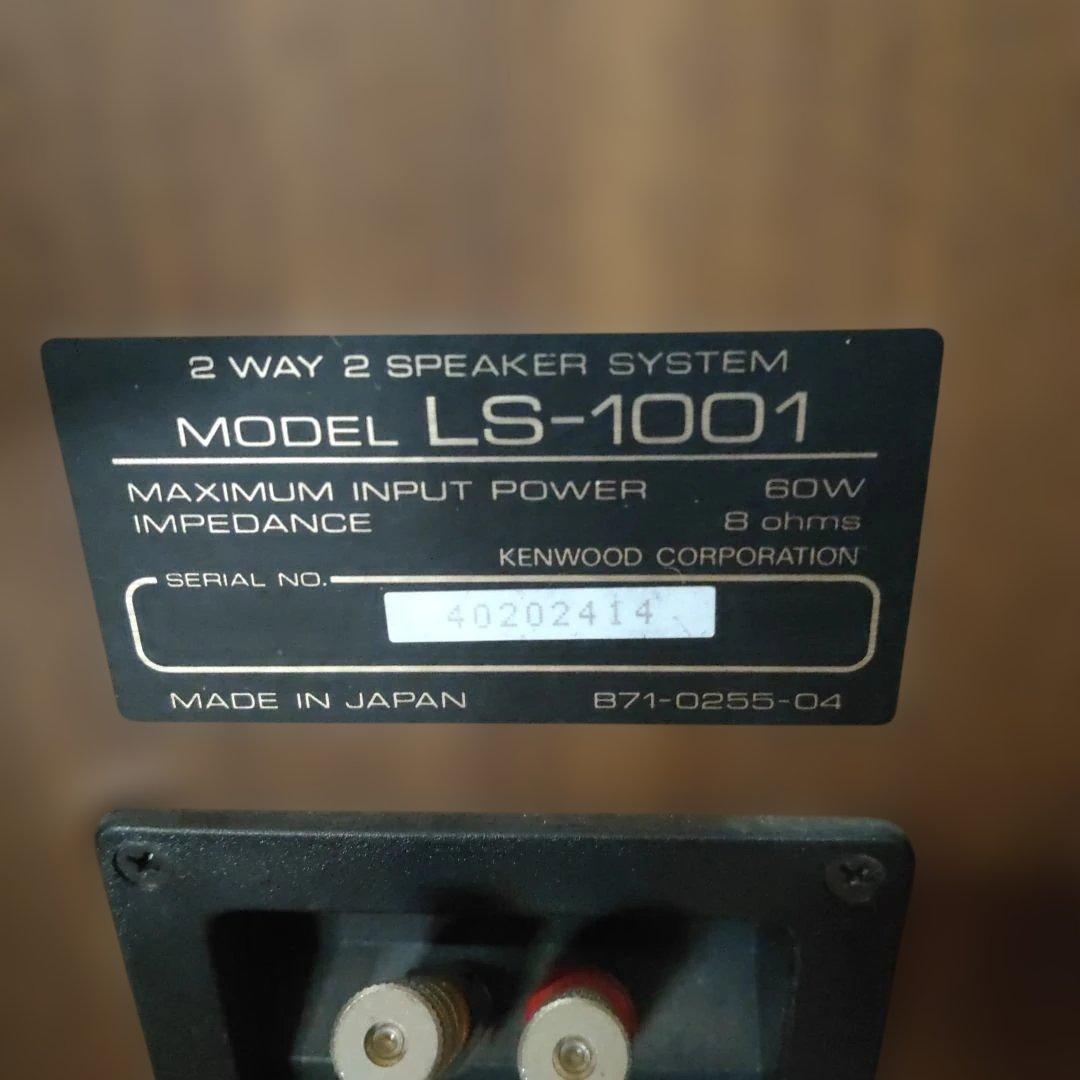 2 WAY 2 SPEAKER SYSTEM
MODEL LS-1001
MAXIMUM INPUT POWER 60W
IMPEDANCE 8 ohms
KENWOOD CORPORATION
SERIAL NO.
40202414
MADE IN JAPAN B71-0255-04